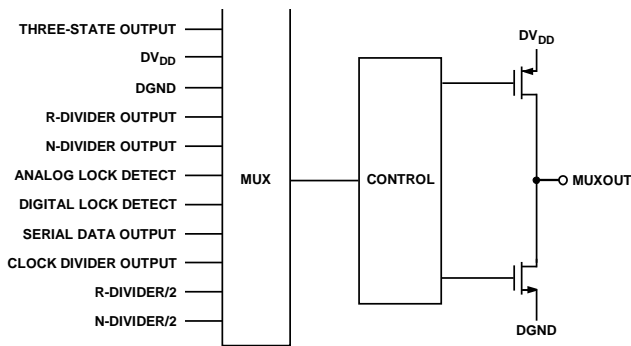 THREE-STATE OUTPUT
DVDD
DGND
R-DIVIDER OUTPUT
N-DIVIDER OUTPUT
ANALOG LOCK DETECT
DIGITAL LOCK DETECT
SERIAL DATA OUTPUT
CLOCK DIVIDER OUTPUT
R-DIVIDER/2
N-DIVIDER/2
MUX
CONTROL
DVDD
MUXOUT
DGND